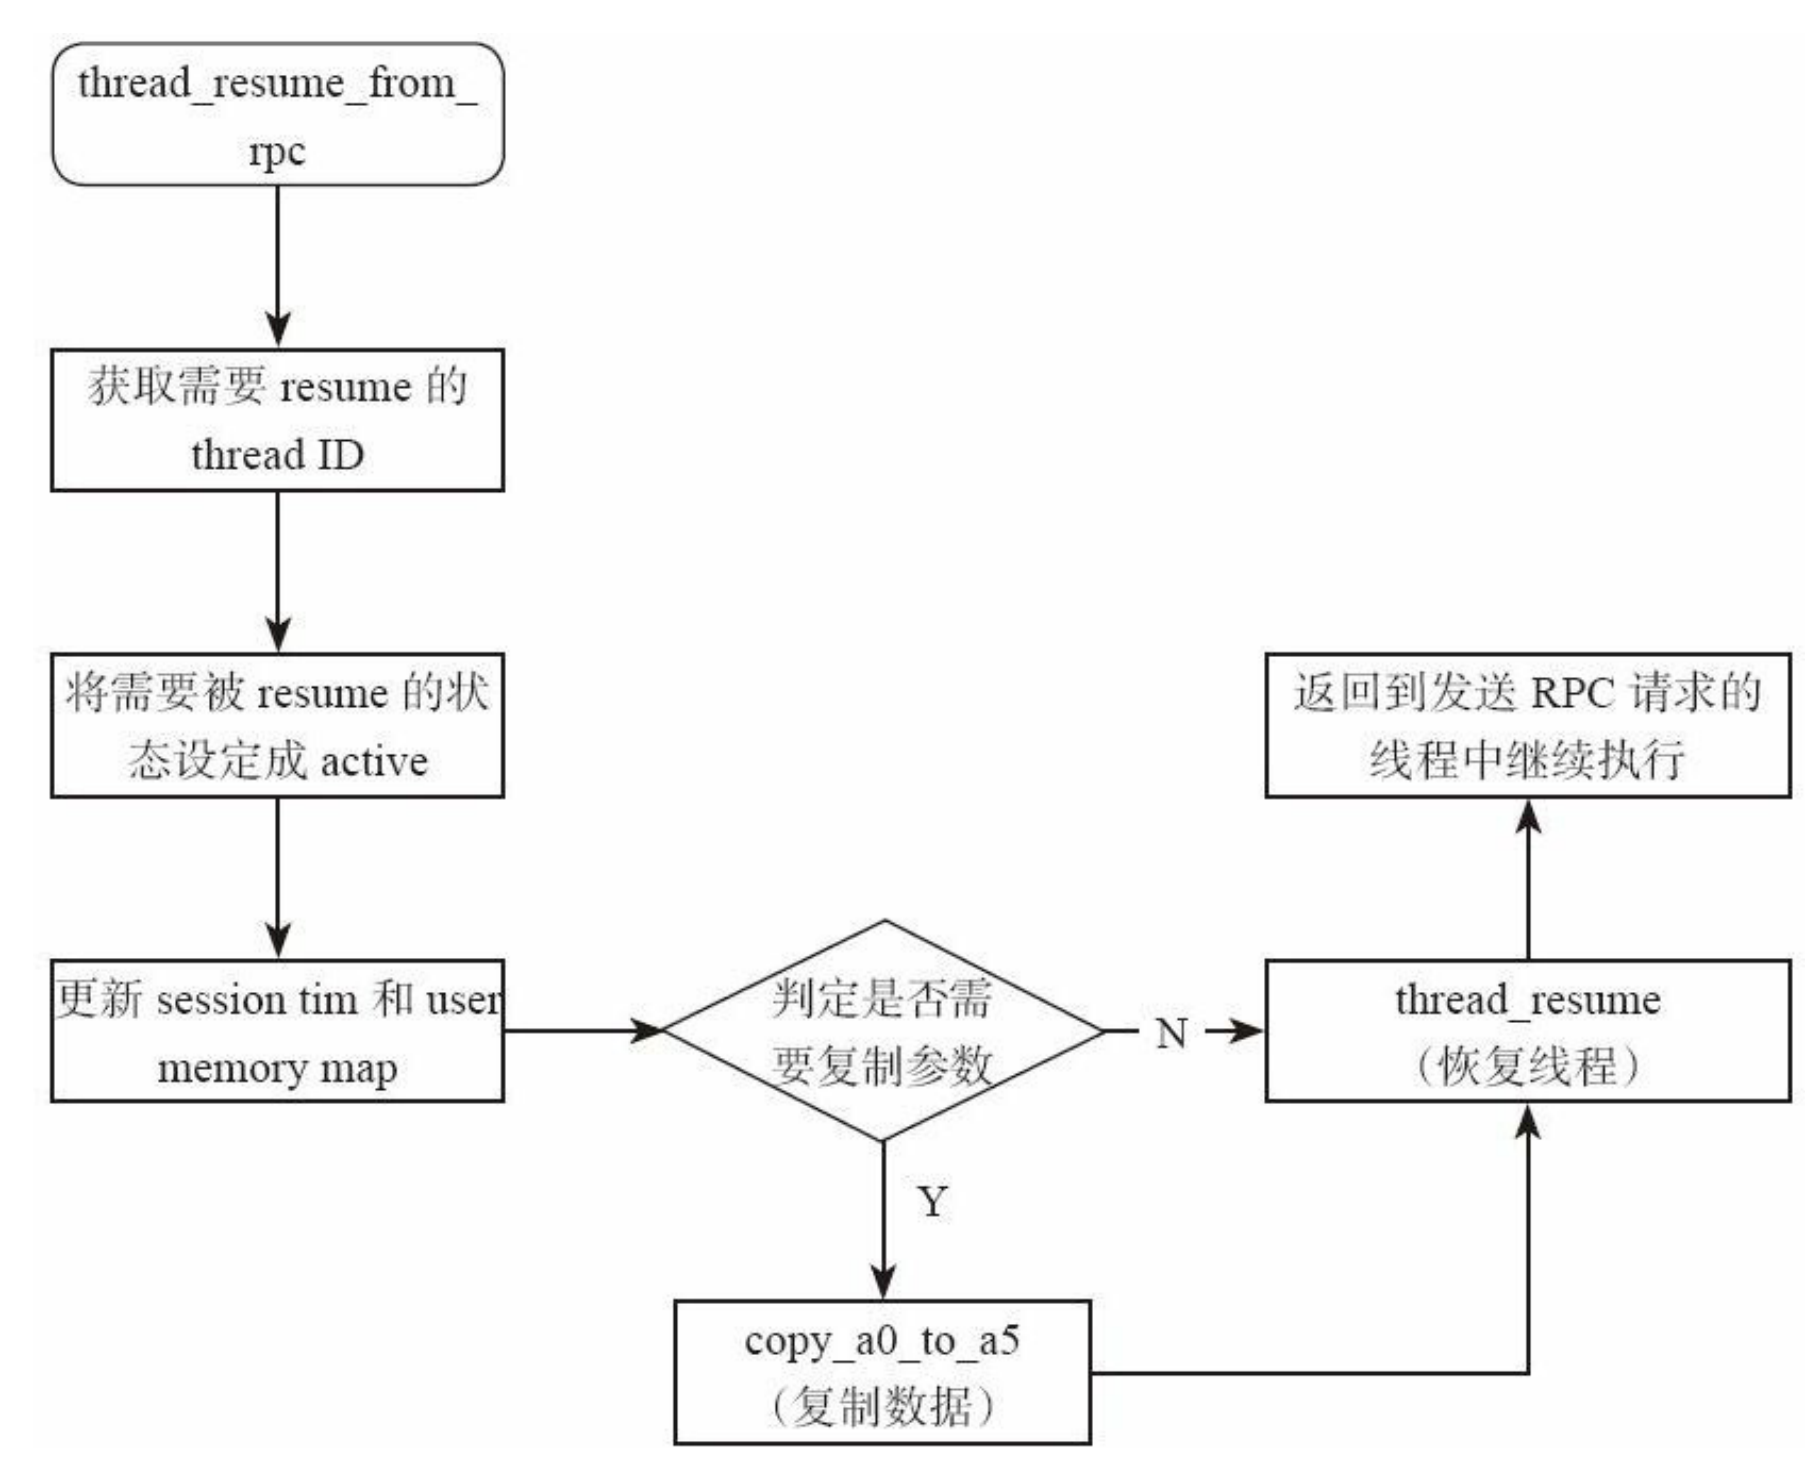 thread_resume_from_
rpc
获取需要 resume 的
thread ID
将需要被 resume 的状
态设定成 active
更新 session tim 和 user
memory map
判定是否需
要复制参数
N
Y
copy_a0_to_a5
（复制数据）
thread_resume
（恢复线程）
返回到发送 RPC 请求的
线程中继续执行